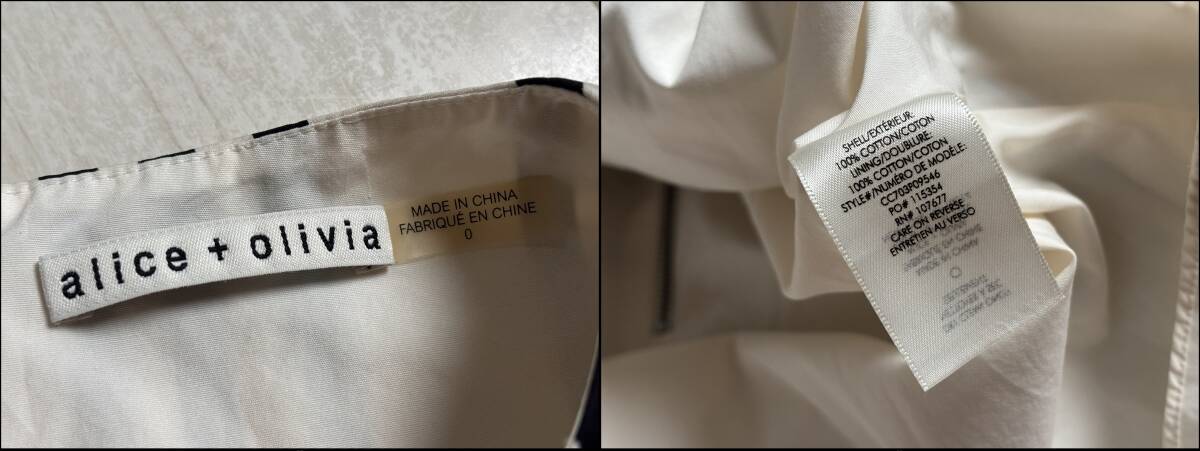 alice + olivia
MADE IN CHINA
FABRIQUÉ EN CHINE
0
SHELL/EXTÉRIEUR:
100% COTTON/COTON
LINING/DOUBLURE:
100% COTTON/COTON
STYLE#/NUMÉRO DE MODÈLE:
CC703P09546
PO# 115354
RN# 107677
CARE ON REVERSE
ENTRETIEN AU VERSO